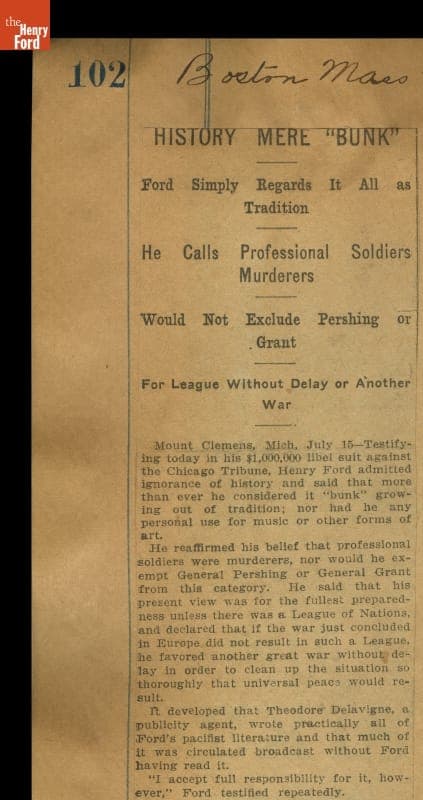 the
Henry
Ford
102
Boston Mass
HISTORY MERE "BUNK"
Ford Simply Regards It All as
Tradition
He Calls Professional Soldiers
Murderers
Would Not Exclude Pershing or
Grant
For League Without Delay or Another
War
Mount Clemens, Mich, July 15—Testify-
ing today in his $1,000,000 libel suit against
the Chicago Tribune, Henry Ford admitted
ignorance of history and said that more
than ever he considered it "bunk" grow-
ing out of tradition; nor had he any
personal use for music or other forms of
art.
He reaffirmed his belief that professional
soldiers were murderers, nor would he ex-
empt General Pershing or General Grant
from this category. He said that his
present view was for the fullest prepared-
ness unless there was a League of Nations,
and declared that if the war just concluded
in Europe did not result in such a League,
he favored another great war without de-
lay in order to clean up the situation so
thoroughly that universal peace would re-
sult.
It developed that Theodore Delavigne, a
publicity agent, wrote practically all of
Ford's pacifist literature and that much of
it was circulated broadcast without Ford
having read it.
"I accept full responsibility for it, how-
ever," Ford testified repeatedly.